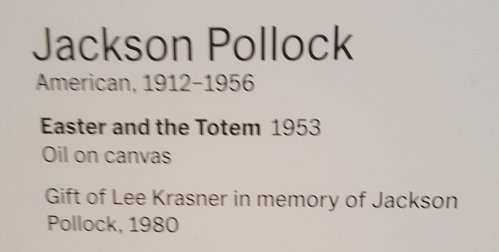 Jackson Pollock
American, 1912–1956
Easter and the Totem 1953
Oil on canvas
Gift of Lee Krasner in memory of Jackson
Pollock, 1980